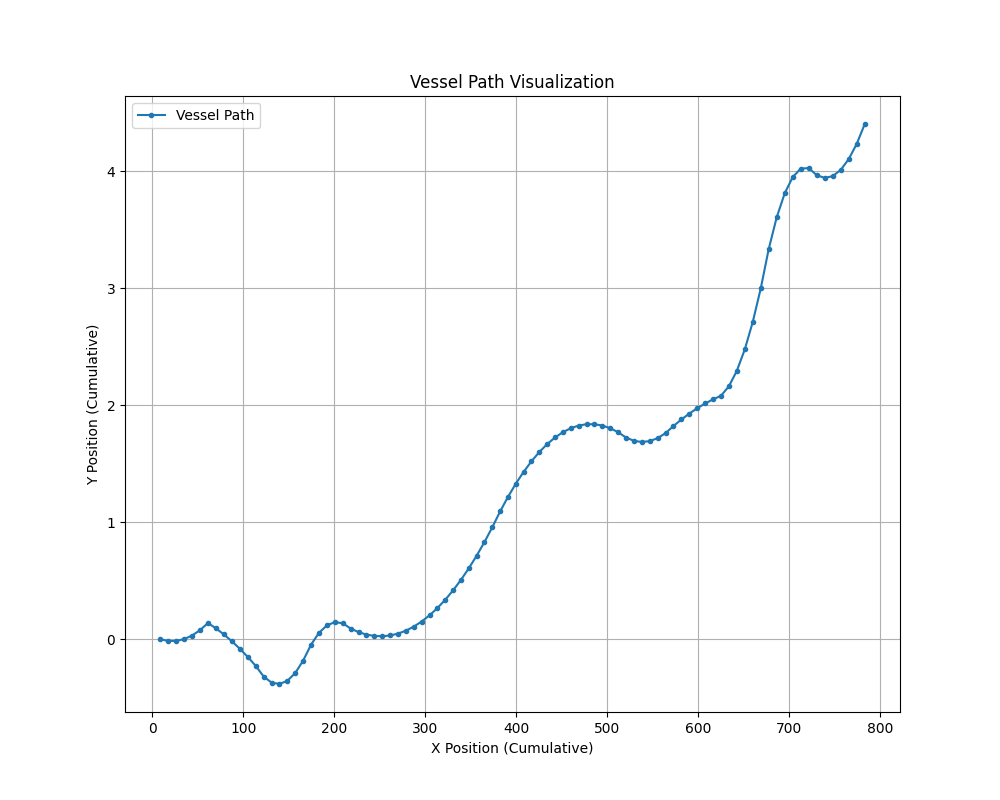 Vessel Path Visualization
Vessel Path
Y Position (Cumulative)
4
3
2
1
0
0 100 200 300 400 500 600 700 800
X Position (Cumulative)